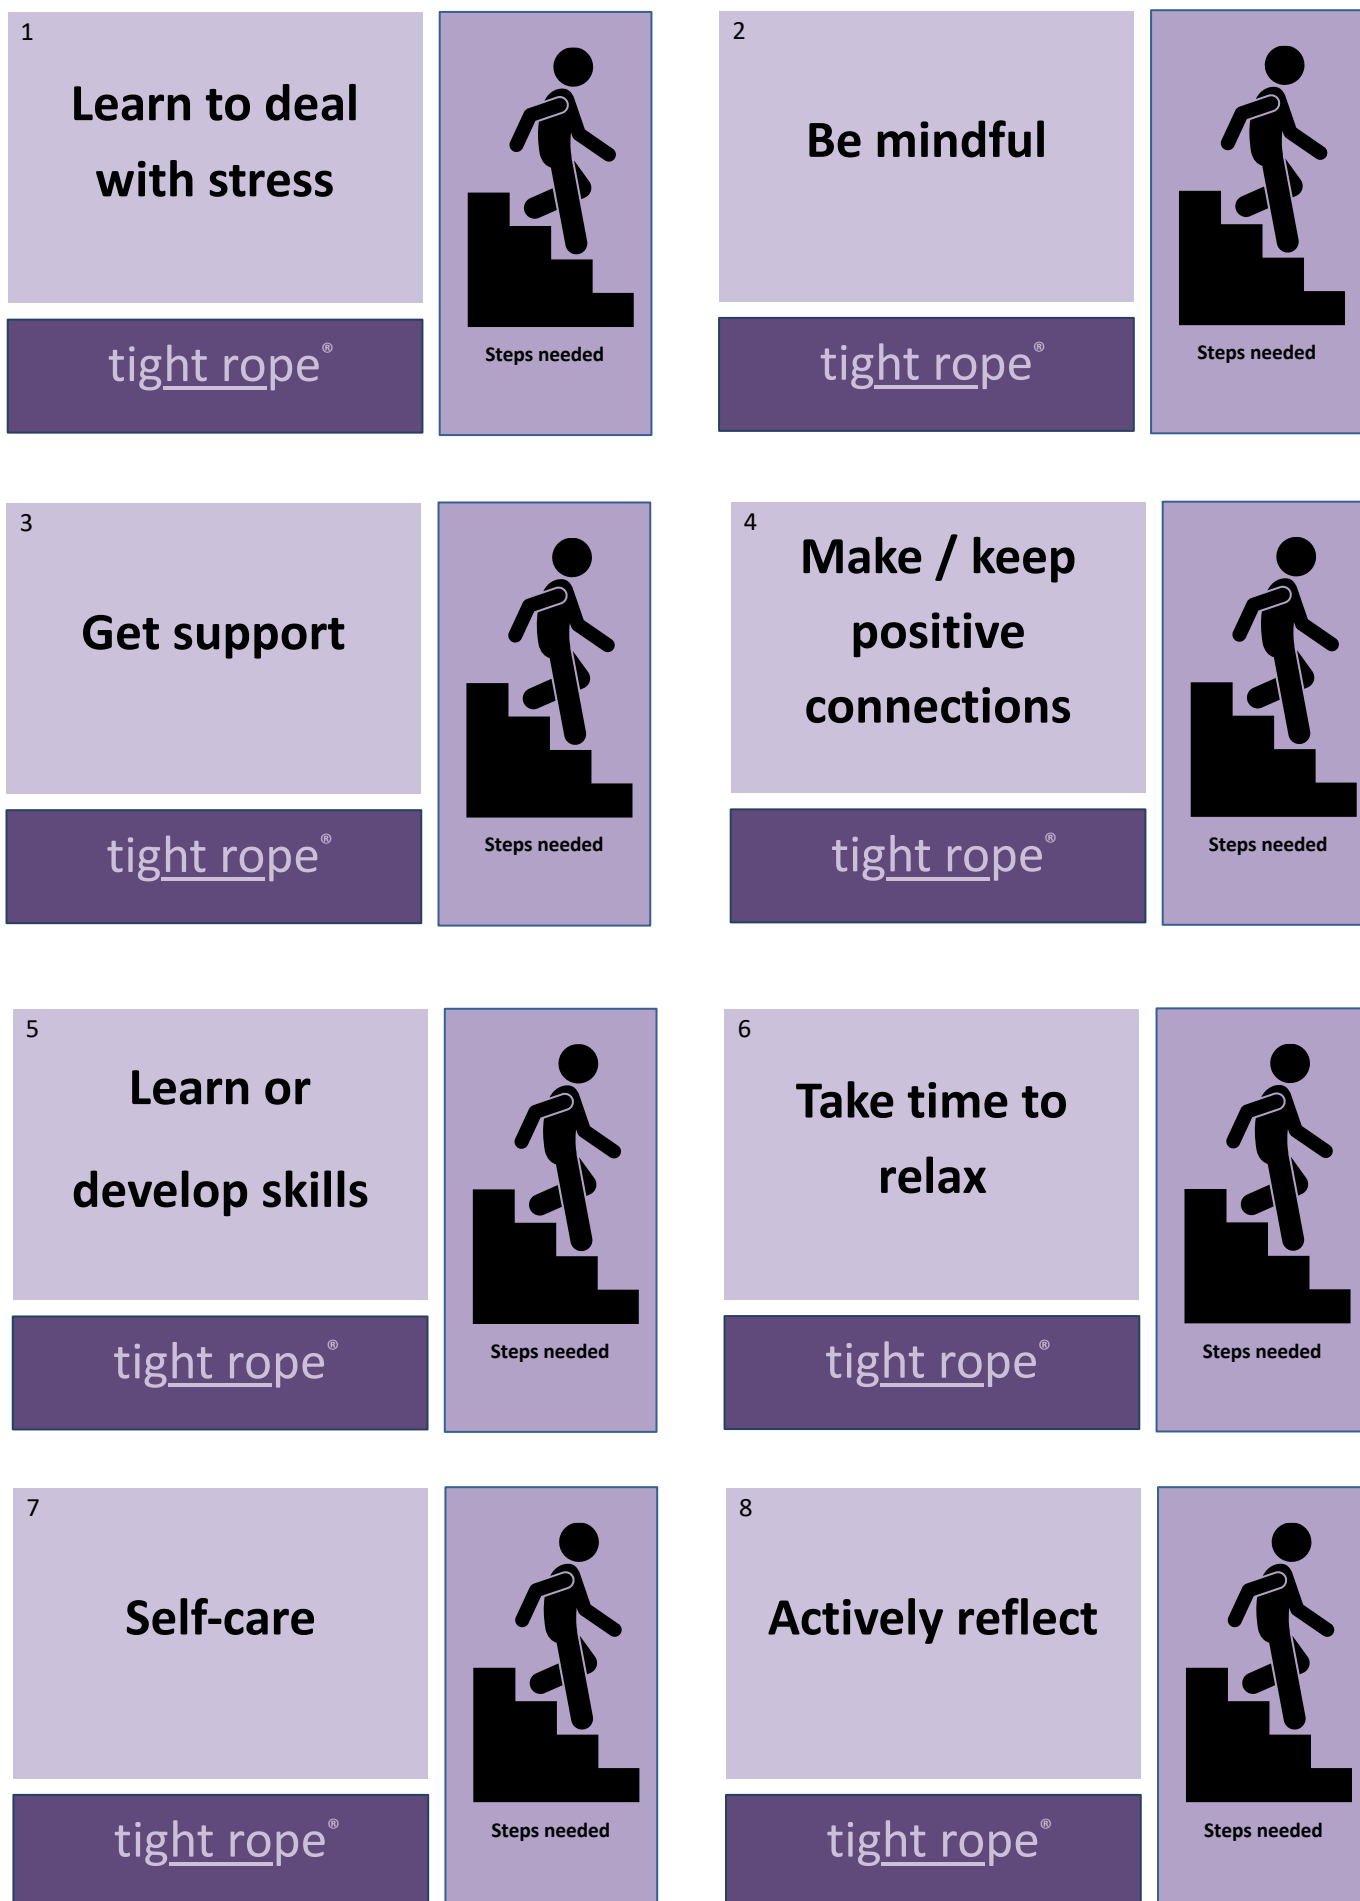 1
Learn to deal
with stress
tight rope®
Steps needed
2
Be mindful
tight rope®
Steps needed
3
Get support
tight rope®
Steps needed
4
Make / keep
positive
connections
tight rope®
Steps needed
5
Learn or
develop skills
tight rope®
Steps needed
6
Take time to
relax
tight rope®
Steps needed
7
Self-care
tight rope®
Steps needed
8
Actively reflect
tight rope®
Steps needed